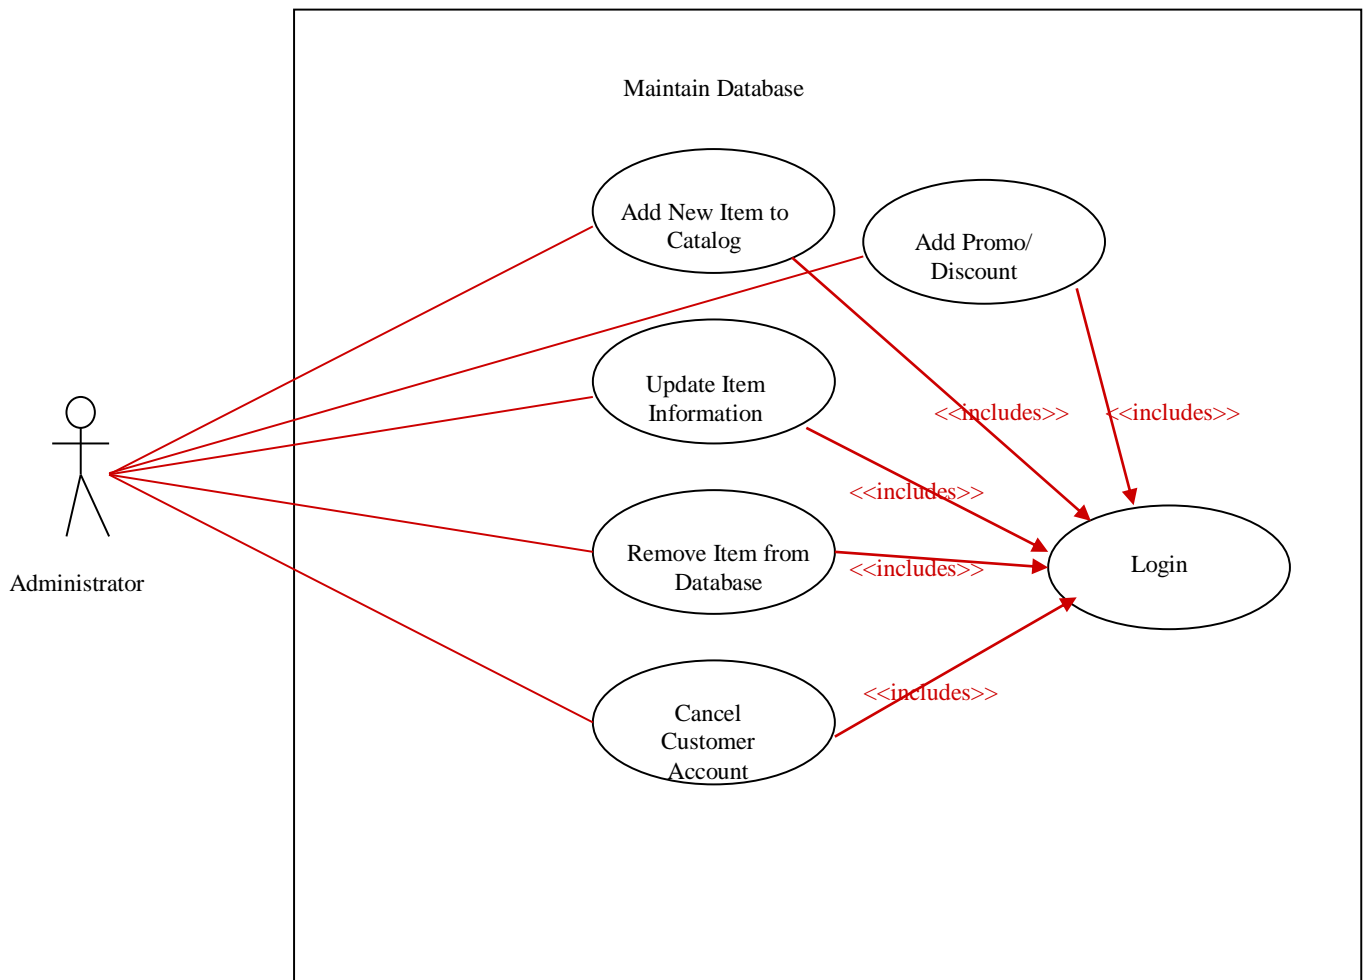 Maintain Database
Add New Item to
Catalog
Add Promo/
Discount
Update Item
Information
<<includes>>
<<includes>>
<<includes>>
Remove Item from
Database
<<includes>>
Login
Administrator
<<includes>>
Cancel
Customer
Account